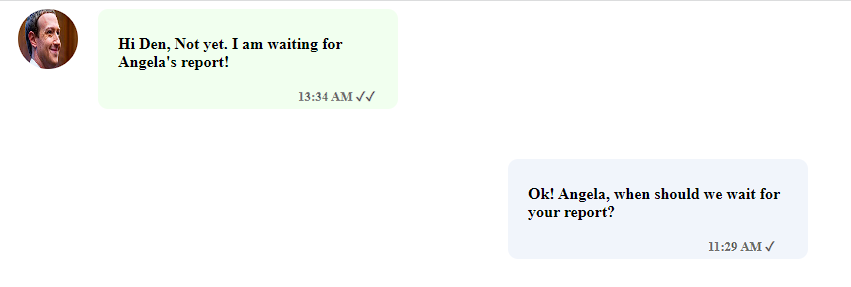 Hi Den, Not yet. I am waiting for
Angela's report!
13:34 AM ✓✓
Ok! Angela, when should we wait for
your report?
11:29 AM ✓